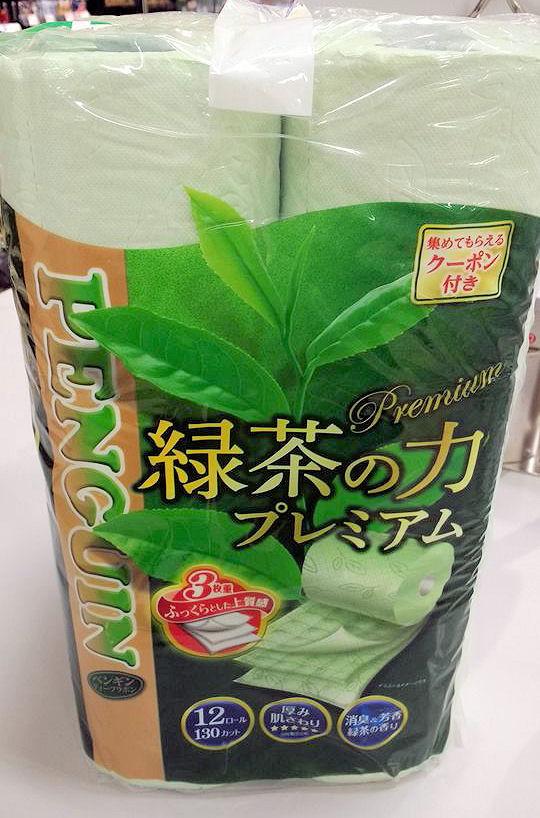 集めてもらえる
クーポン
付き
PENGUIN
Premium
緑茶の力
プレミアム
3枚重
ふっくらとした上質感
ペンギン
12ロール
130カット
厚み
肌ざわり
消臭&芳香
緑茶の香り